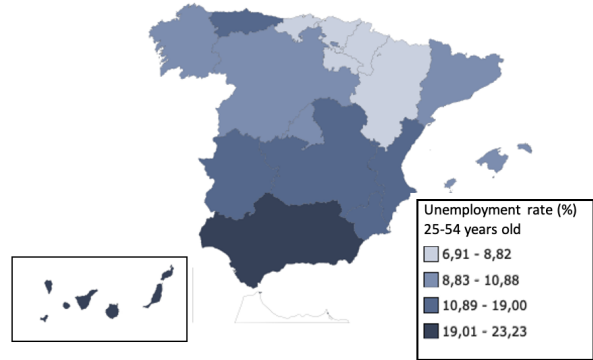 Unemployment rate (%)
25-54 years old
6,91 - 8,82
8,83 - 10,88
10,89 - 19,00
19,01 - 23,23